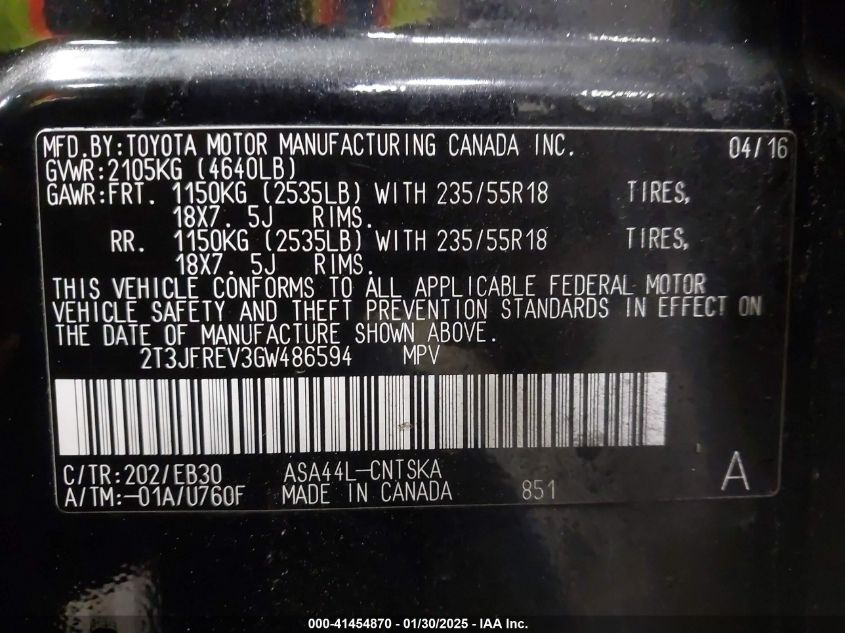 MFD.BY:TOYOTA MOTOR MANUFACTURING CANADA INC. 04/16
GVWR:2105KG (4640LB)
GAWR:FRT. 1150KG (2535LB) WITH 235/55R18 TIRES,
18X7. 5J RIMS.
RR. 1150KG (2535LB) WITH 235/55R18 TIRES,
18X7. 5J RIMS.
THIS VEHICLE CONFORMS TO ALL APPLICABLE FEDERAL MOTOR
VEHICLE SAFETY AND THEFT PREVENTION STANDARDS IN EFFECT ON
THE DATE OF MANUFACTURE SHOWN ABOVE.
2T3JFREV3GW486594 MPV
C/TR:202/EB30 ASA44L-CNTSKA A
A/TM:-01A/U760F MADE IN CANADA 851
000-41454870 - 01/30/2025 - IAA Inc.